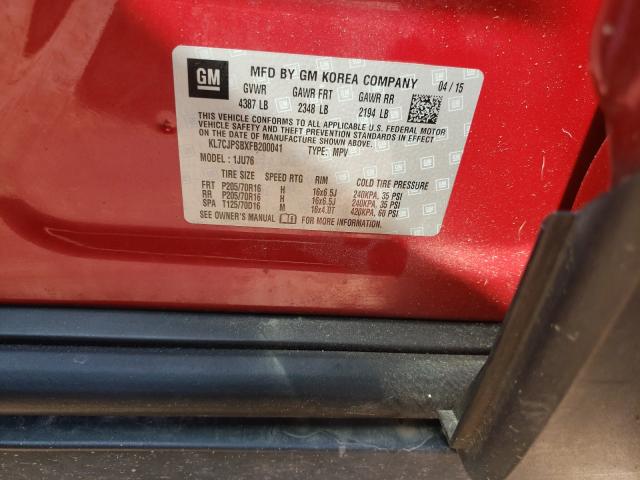 GM MFD BY GM KOREA COMPANY 04/15
GVWR GAWR FRT GAWR RR
4387 LB 2348 LB 2194 LB
THIS VEHICLE CONFORMS TO ALL APPLICABLE U.S. FEDERAL MOTOR
VEHICLE SAFETY AND THEFT PREVENTION STANDARDS IN EFFECT
ON THE DATE OF MANUFACTURE SHOWN ABOVE.
KL7CJPSBXFB200041 TYPE: MPV
MODEL: 1JU76
TIRE SIZE SPEED RTG RIM COLD TIRE PRESSURE
FRT P205/70R16 H 16x6.5J 240KPA, 35 PSI
RR P205/70R16 H 16x6.5J 240KPA, 35 PSI
SPA T125/70D16 M 16x4.0T 420KPA, 60 PSI
SEE OWNER'S MANUAL FOR MORE INFORMATION.